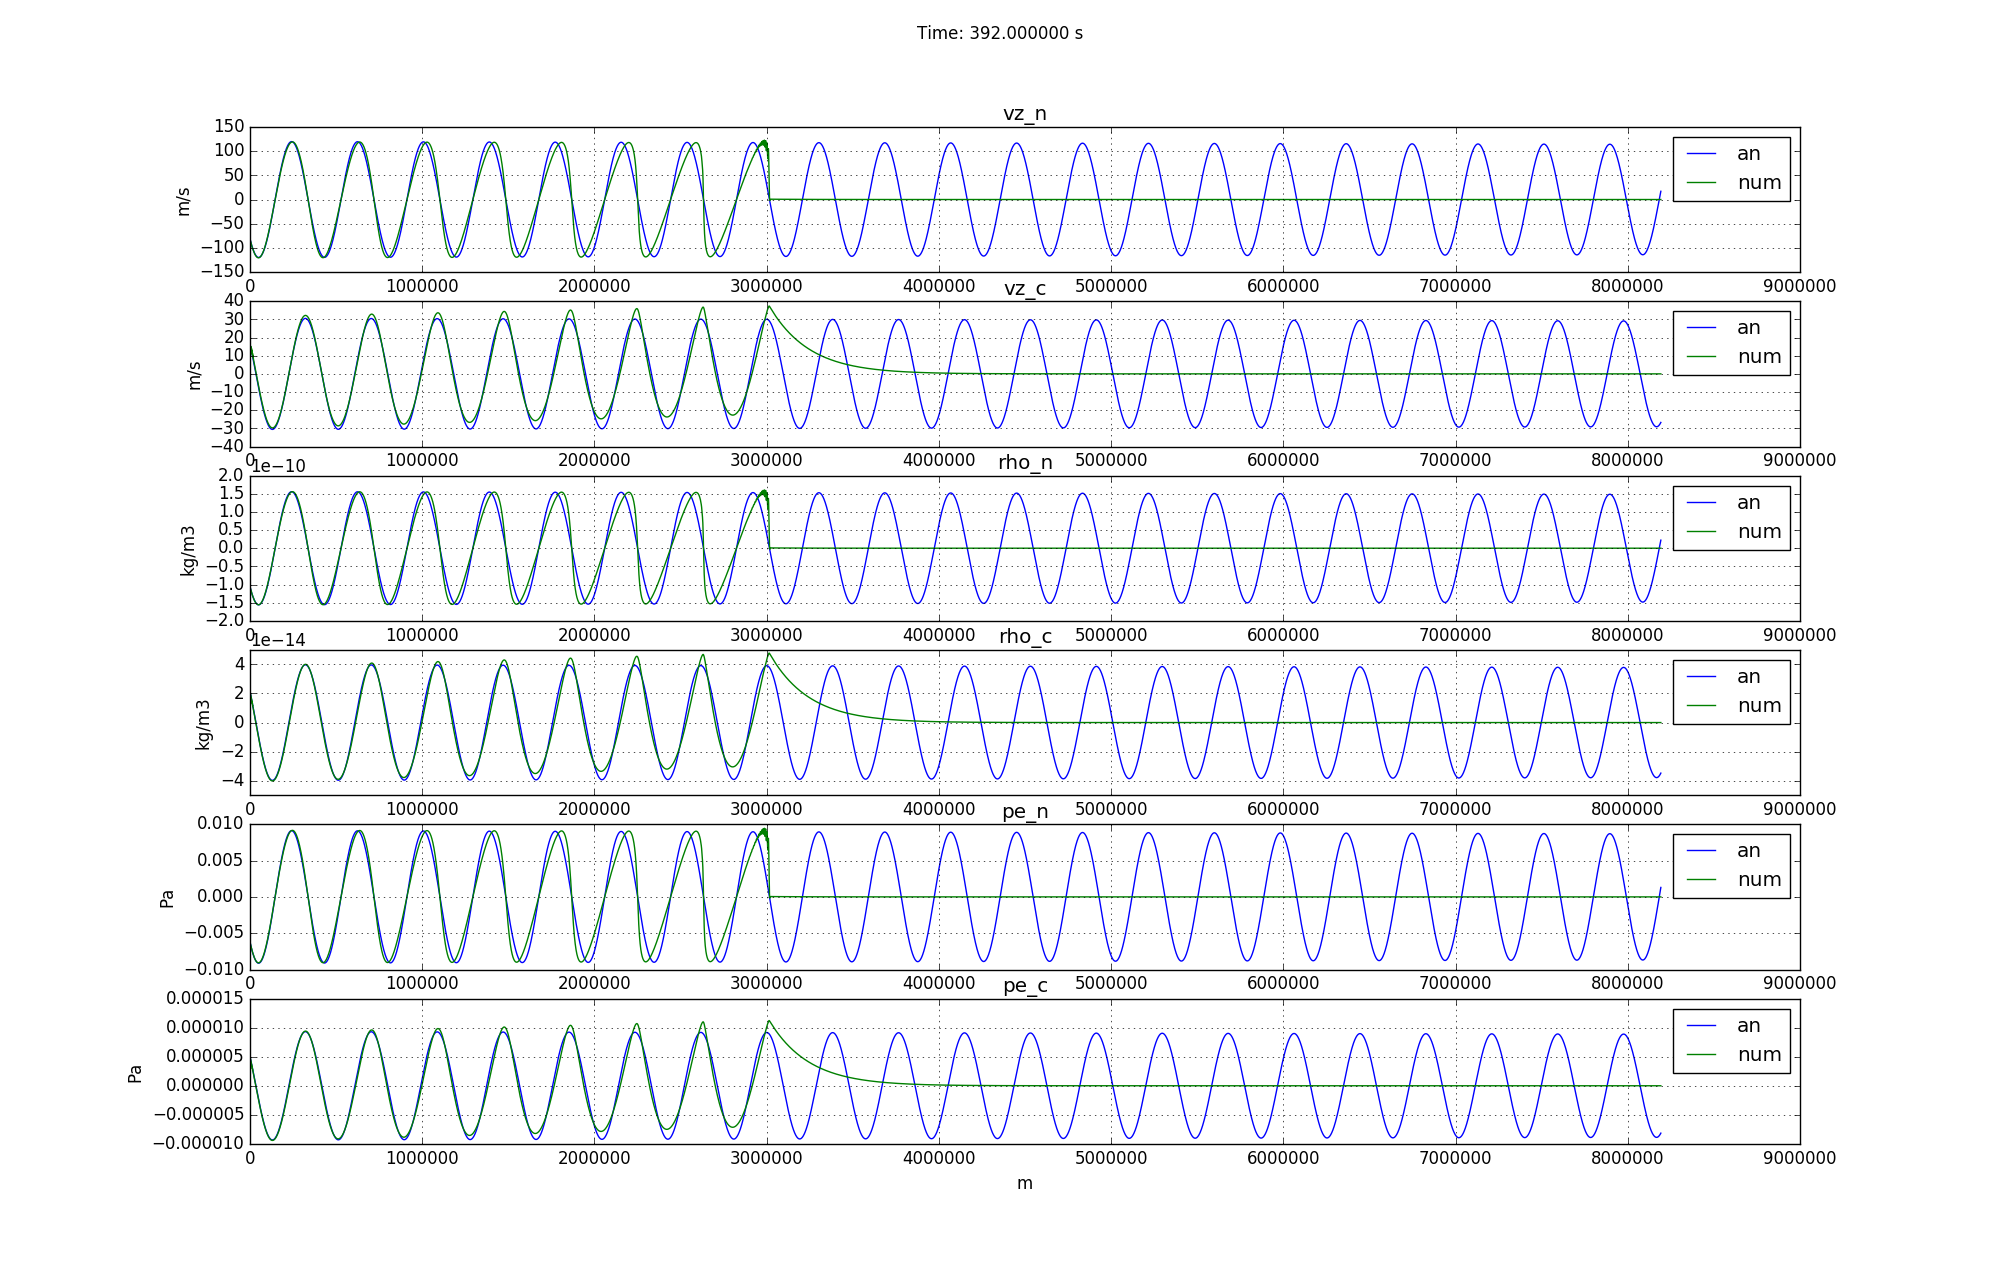 Time: 392.000000 s
vz_n
150
100
50
0
−50
−100
−150
m/s
an
num
0 1000000 2000000 3000000 4000000 5000000 6000000 7000000 8000000 9000000
vz_c
40
30
20
10
0
−10
−20
−30
−40
m/s
an
num
0 1000000 2000000 3000000 4000000 5000000 6000000 7000000 8000000 9000000
1e−10
rho_n
2.0
1.5
1.0
0.5
0.0
−0.5
−1.0
−1.5
−2.0
kg/m3
an
num
0 1000000 2000000 3000000 4000000 5000000 6000000 7000000 8000000 9000000
1e−14
rho_c
4
2
0
−2
−4
kg/m3
an
num
0 1000000 2000000 3000000 4000000 5000000 6000000 7000000 8000000 9000000
pe_n
0.010
0.005
0.000
−0.005
−0.010
Pa
an
num
0 1000000 2000000 3000000 4000000 5000000 6000000 7000000 8000000 9000000
pe_c
0.000015
0.000010
0.000005
0.000000
−0.000005
−0.000010
Pa
an
num
0 1000000 2000000 3000000 4000000 5000000 6000000 7000000 8000000 9000000
m